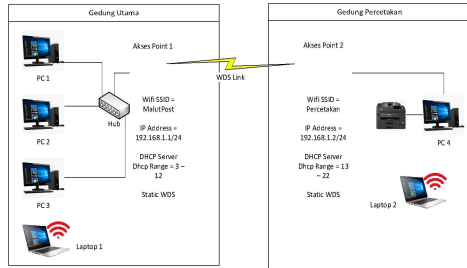 Gedung Utama
Akses Point 1
PC 1
Hub
PC 2
PC 3
Laptop 1
Wifi SSID =
MalutPost
IP Address =
192.168.1.1/24
DHCP Server
Dhcp Range = 3 –
12
Static WDS
WDS Link
Gedung Percetakan
Akses Point 2
Wifi SSID =
Percetakan
IP Address =
192.168.1.2/24
DHCP Server
Dhcp Range = 13
– 22
Static WDS
PC 4
Laptop 2